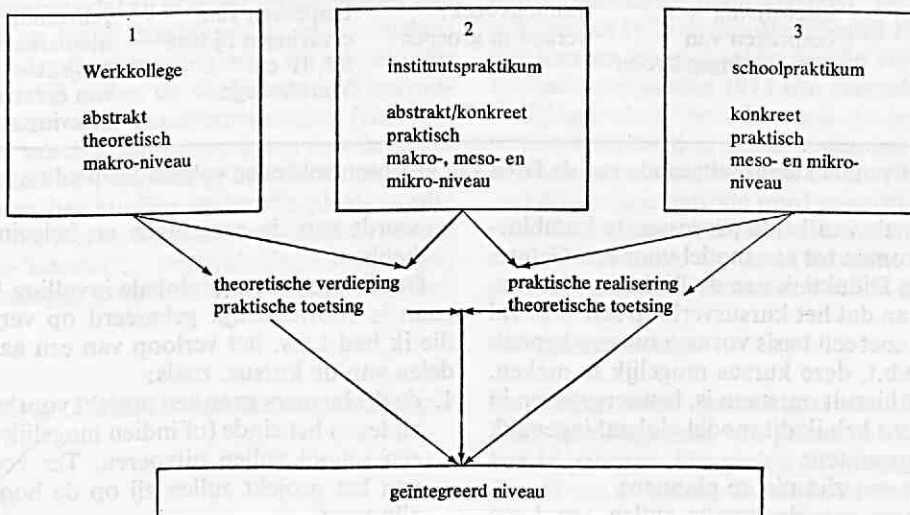 1
Werkkollege
abstrakt
theoretisch
makro-niveau
2
instituutspraktikum
abstrakt/konkreet
praktisch
makro-, meso- en
mikro-niveau
3
schoolpraktikum
konkreet
praktisch
meso- en mikro-
niveau
theoretische verdieping
praktische toetsing
praktische realisering
theoretische toetsing
geïntegreerd niveau